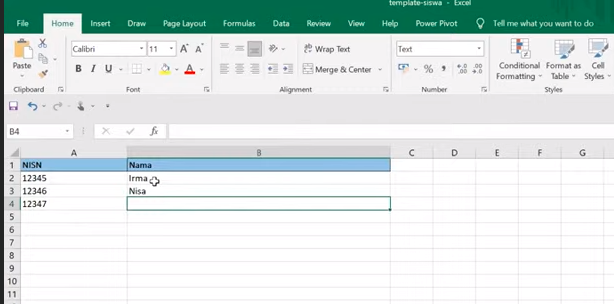 template-siswa - Excel
File Home Insert Draw Page Layout Formulas Data Review View Help Power Pivot Tell me what you want to do
Calibri 11 A A Wrap Text Text
Paste B I U A Merge & Center % Conditional Formatting Format as Table Cell Styles
Clipboard Font Alignment Number Styles
B4 fx
A B C D E F G
1 NISN Nama
2 12345 Irma
3 12346 Nisa
4 12347
5
6
7
8
9
10
11